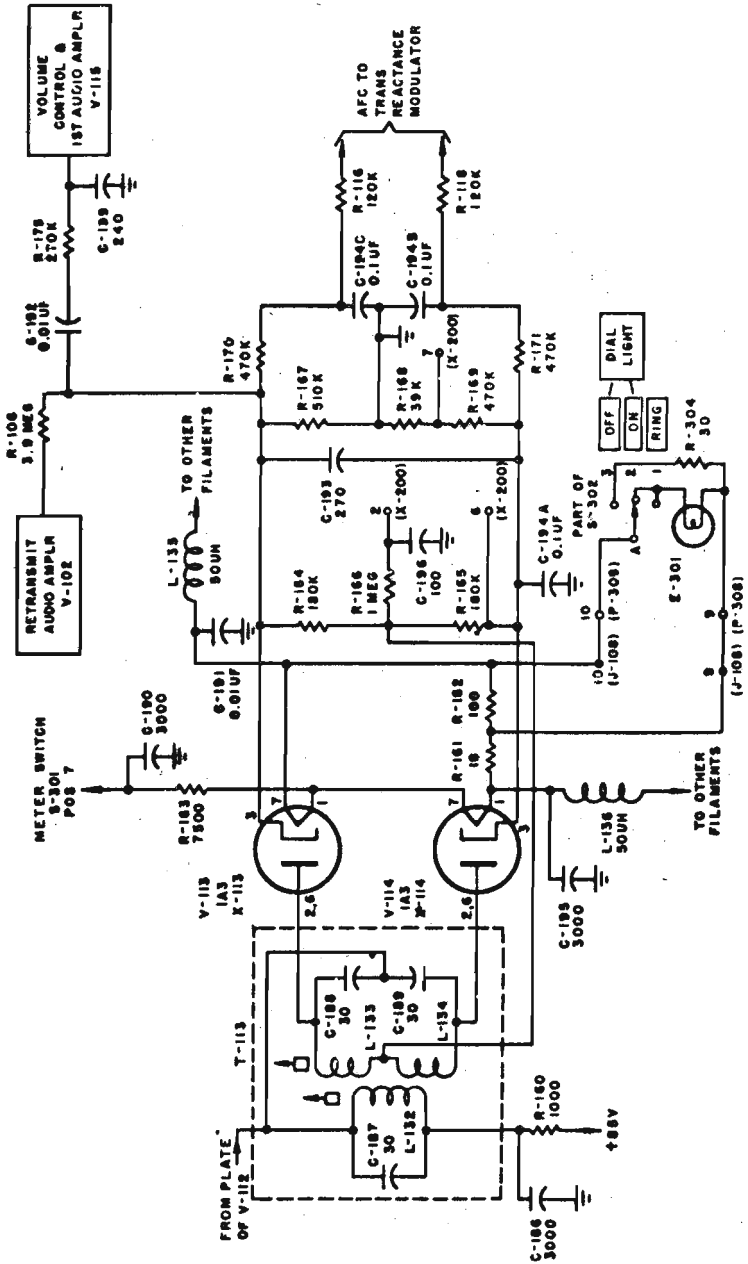 RETRANSMIT
AUDIO AMPLR
V-102
R-106
3.9 MEG
C-192
0.01UF
R-175
270K
C-199
240
VOLUME
CONTROL &
1ST AUDIO AMPLR
V-115
METER SWITCH
S-301
POS 7
C-190
3000
R-163
7500
C-191
0.01UF
L-135
50UH
TO OTHER
FILAMENTS
R-170
470K
R-116
120K
C-194C
0.1UF
C-194B
0.1UF
R-118
120K
AFC TO
TRANS
REACTANCE
MODULATOR
R-167
510K
R-168
39K
R-169
470K
7
(X-200)
R-171
470K
C-193
270
R-164
180K
R-166
1 MEG
R-165
180K
2
(X-200)
C-196
100
6
(X-200)
C-194A
0.1UF
V-113
1A3
X-113
3
7
1
2,6
V-114
1A3
2,6
7
1
3
R-161
18
R-162
100
L-136
50UH
TO OTHER
FILAMENTS
C-195
3000
T-113
FROM PLATE
OF V-112
C-187
30
L-132
C-188
30
L-133
C-189
30
L-134
C-186
3000
R-160
1000
+85V
10
(J-108)
10
(P-308)
A
PART OF
S-302
3
2
1
OFF
ON
RING
DIAL
LIGHT
R-304
30
E-301
9
(J-108)
9
(P-308)